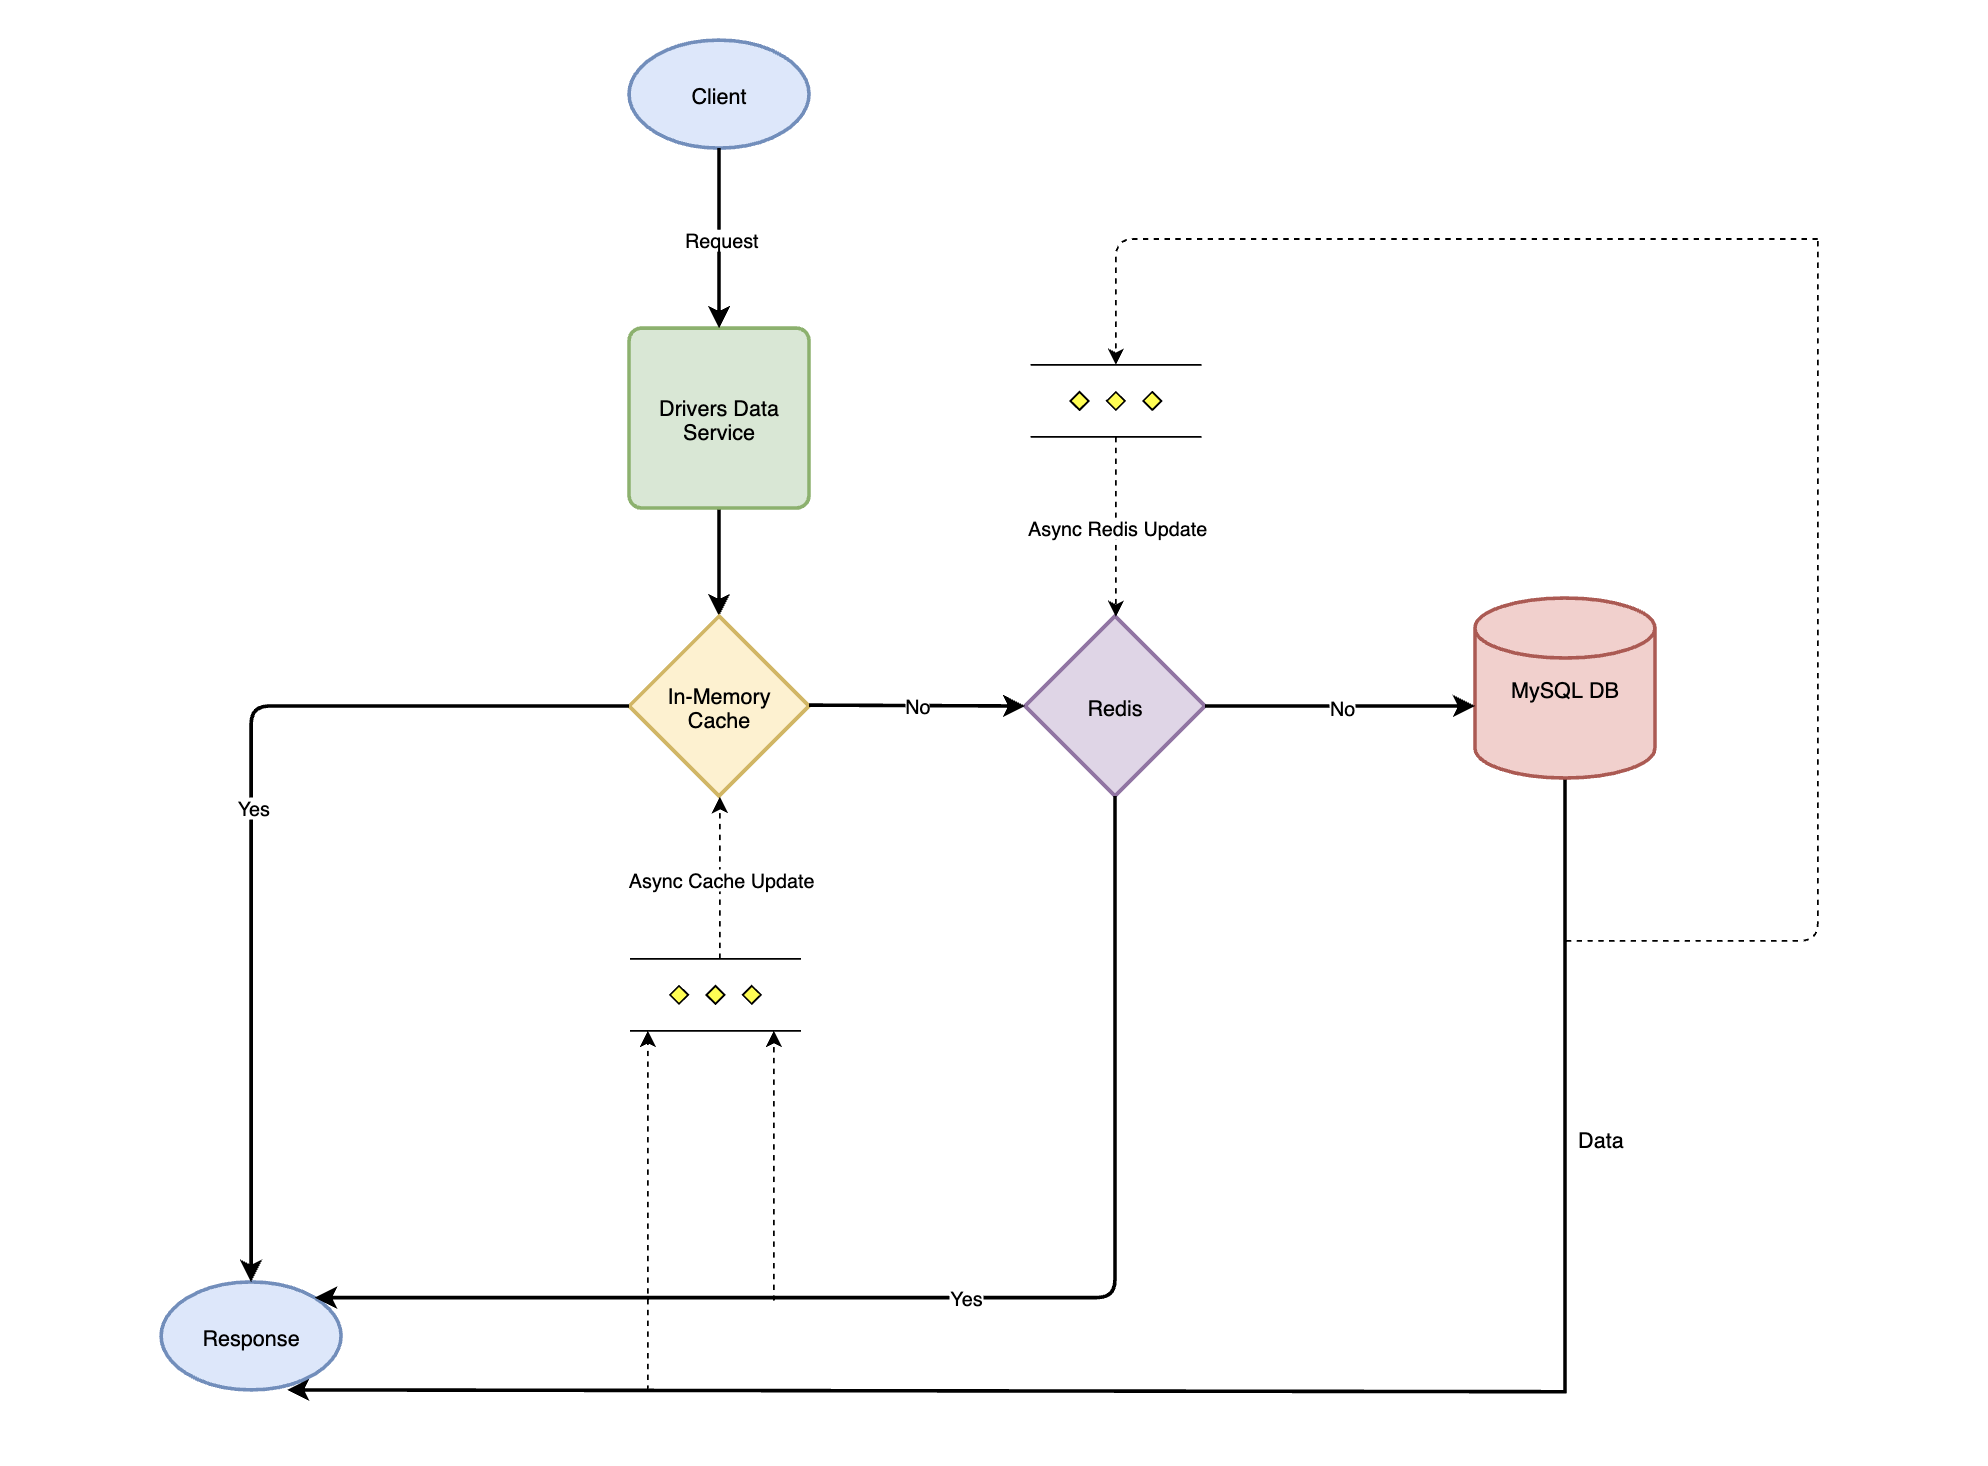 Client
Request
Drivers Data
Service
Async Redis Update
In-Memory
Cache
No
Redis
No
MySQL DB
Yes
Async Cache Update
Data
Yes
Response